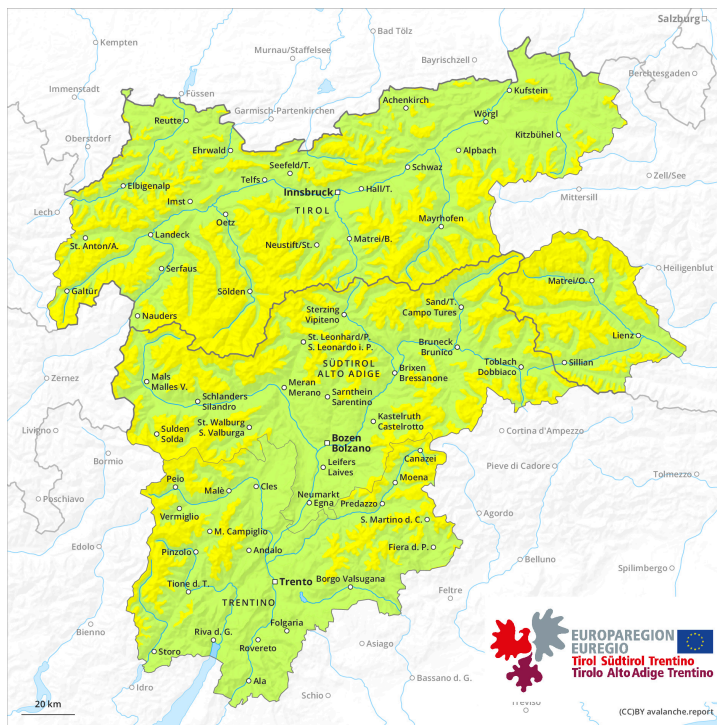 Salzburg
Bad Tölz
Kempten
Murnau/Staffelsee
Bayrischzell
Berchtesgaden
Immenstadt
Füssen
Kufstein
Achenkirch
Garmisch-Partenkirchen
Reutte
Wörgl
Oberstdorf
Kitzbühel
Ehrwald
Alpbach
Seefeld/T.
Schwaz
Telfs
Zell/See
Elbigenalp
Innsbruck
Hall/T.
Mittersill
Imst
Lech
TIROL
Oetz
Mayrhofen
Landeck
St. Anton/A.
Neustift/St.
Matrei/B.
Serfaus
Heiligenblut
Matrei/O.
Galtür
Sölden
Sand/T.
Campo Tures
Nauders
Sterzing
Vipiteno
Lienz
St. Leonhard/P.
S. Leonardo i. P.
Bruneck
Brunico
SÜDTIROL
ALTO ADIGE
Toblach
Dobbiaco
Sillian
Brixen
Bressanone
Zernez
Mals
Malles V.
Meran
Merano
Sarnthein
Sarentino
Schlanders
Silandro
St. Walburg
S. Valburga
Kastelruth
Castelrotto
Livigno
Sulden
Solda
Cortina d'Ampezzo
Bozen
Bolzano
Bormio
Canazei
Leifers
Laives
Pieve di Cadore
Tolmezzo
Peio
Moena
Cles
Malè
Poschiavo
Neumarkt
Egna
Predazzo
Vermiglio
Agordo
S. Martino d. C.
M. Campiglio
Edolo
Pinzolo
Andalo
Fiera d. P.
Belluno
Spilimbergo
Trento
Borgo Valsugana
Tione d. T.
Feltre
TRENTINO
Folgaria
Bienno
Riva d. G.
Rovereto
Asiago
Storo
Bassano d. G.
Ala
Idro
Schio
Treviso
EUROPAREGION
EUREGIO
Tirol Südtirol Trentino
Tirolo Alto Adige Trentino
20 km
(CC)BY avalanche.report